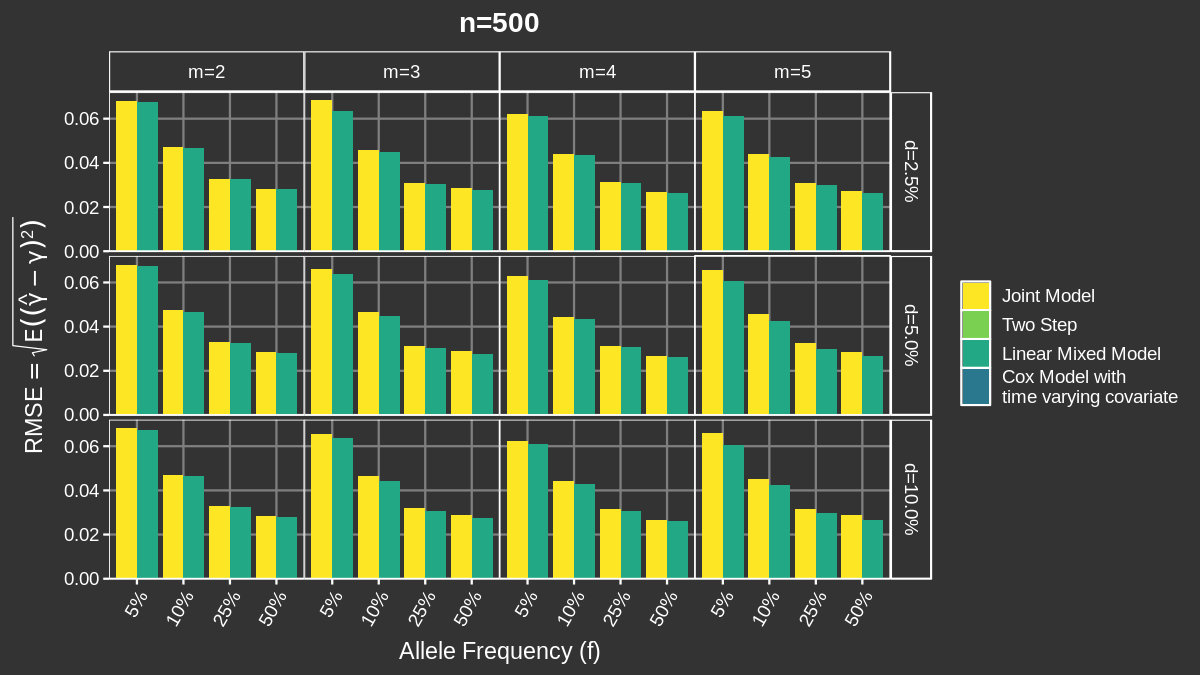 n=500
m=2
m=3
m=4
m=5
0.06
0.04
0.02
0.00
d=2.5%
0.06
0.04
0.02
0.00
d=5.0%
0.06
0.04
0.02
0.00
d=10.0%
RMSE = √E((γ̂ − γ)²)
5%
10%
25%
50%
5%
10%
25%
50%
5%
10%
25%
50%
5%
10%
25%
50%
Allele Frequency (f)
Joint Model
Two Step
Linear Mixed Model
Cox Model with
time varying covariate